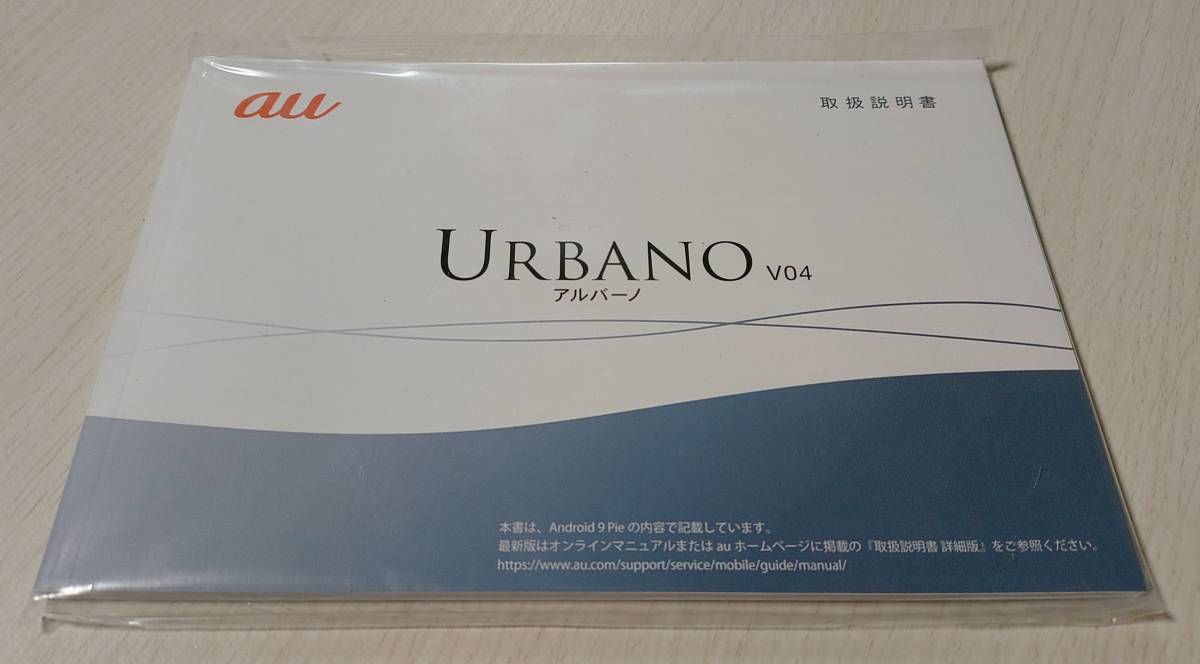 au
取扱説明書
URBANO V04
アルバーノ
本書は、Android 9 Pie の内容で記載しています。
最新版はオンラインマニュアルまたは au ホームページに掲載の『取扱説明書 詳細版』をご参照ください。
https://www.au.com/support/service/mobile/guide/manual/